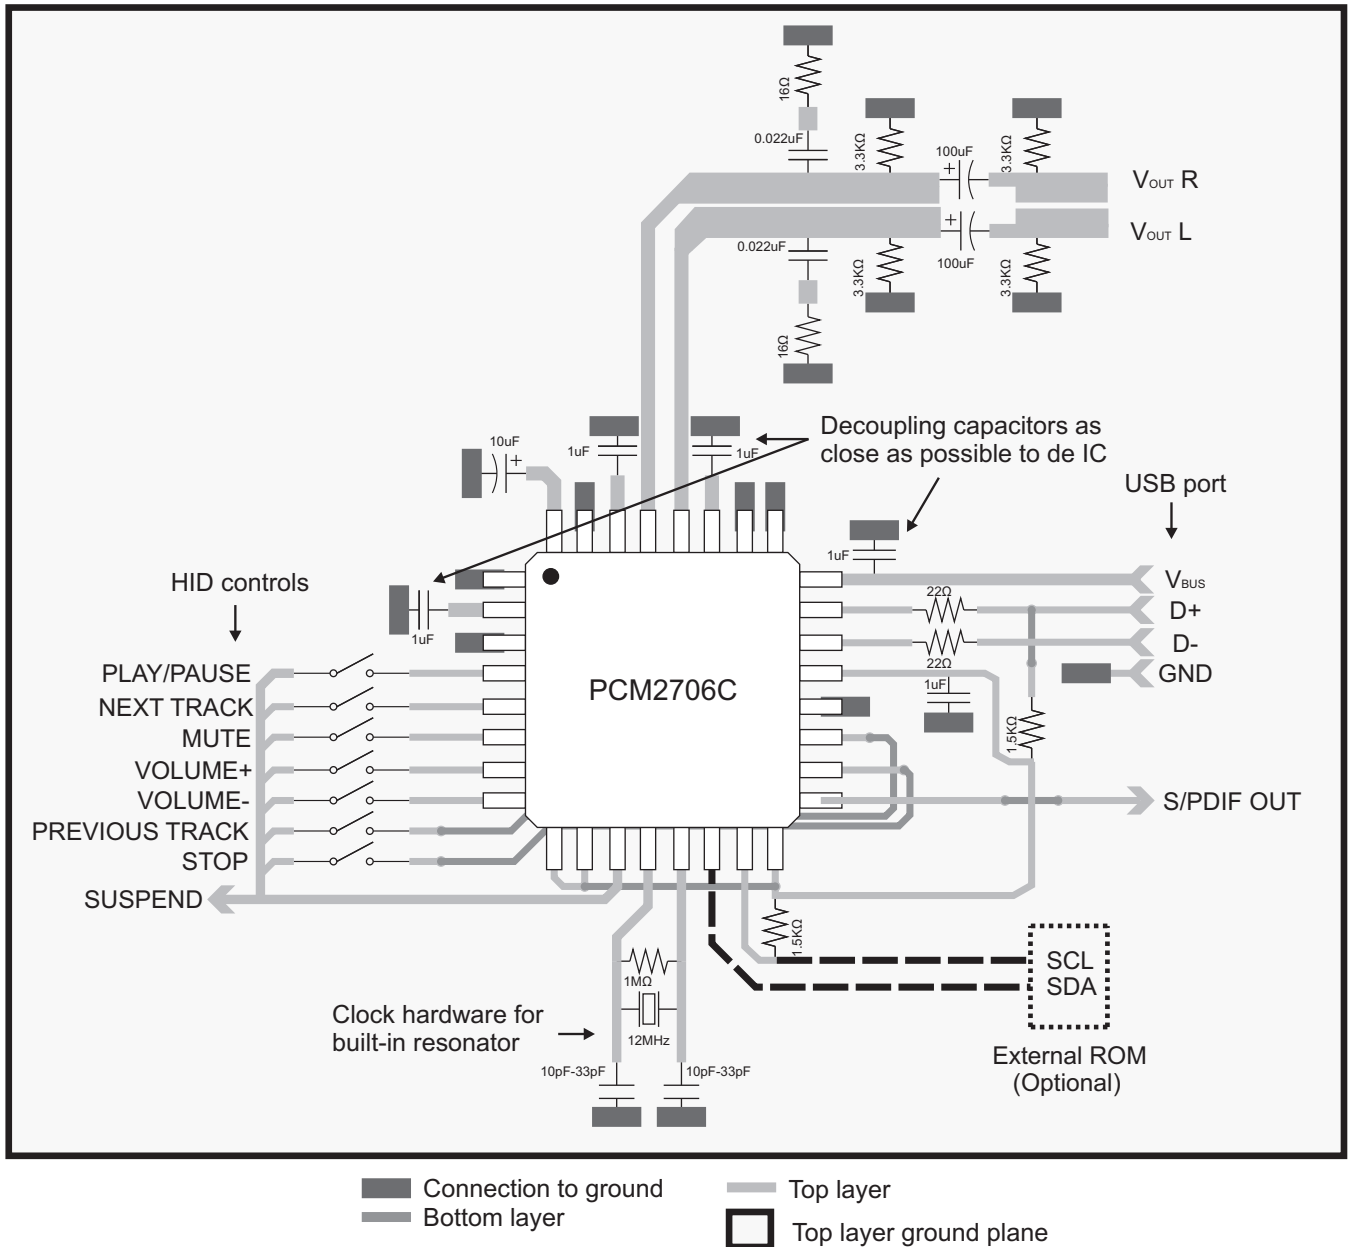 16Ω
0.022uF
3.3KΩ
100uF
3.3KΩ
VOUT R
VOUT L
0.022uF
3.3KΩ
100uF
3.3KΩ
16Ω
10uF
1uF
1uF
Decoupling capacitors as
close as possible to de IC
USB port
1uF
HID controls
1uF
VBUS
22Ω
D+
D-
22Ω
GND
1uF
1.5KΩ
PCM2706C
PLAY/PAUSE
NEXT TRACK
MUTE
VOLUME+
VOLUME-
PREVIOUS TRACK
STOP
SUSPEND
S/PDIF OUT
1.5KΩ
SCL
SDA
1MΩ
12MHz
Clock hardware for
built-in resonator
10pF-33pF
10pF-33pF
External ROM
(Optional)
Connection to ground
Top layer
Bottom layer
Top layer ground plane